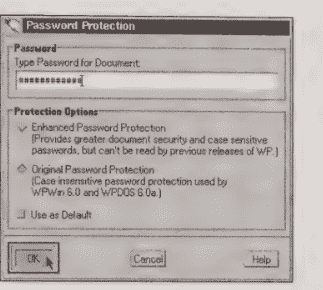 Password Protection
Password
Type Password for Document:
************
Protection Options
Enhanced Password Protection
(Provides greater document security and case sensitive
passwords, but can't be read by previous releases of WP.)
Original Password Protection
(Case insensitive password protection used by
WPWin 6.0 and WPDOS 6.0a.)
Use as Default
OK
Cancel
Help